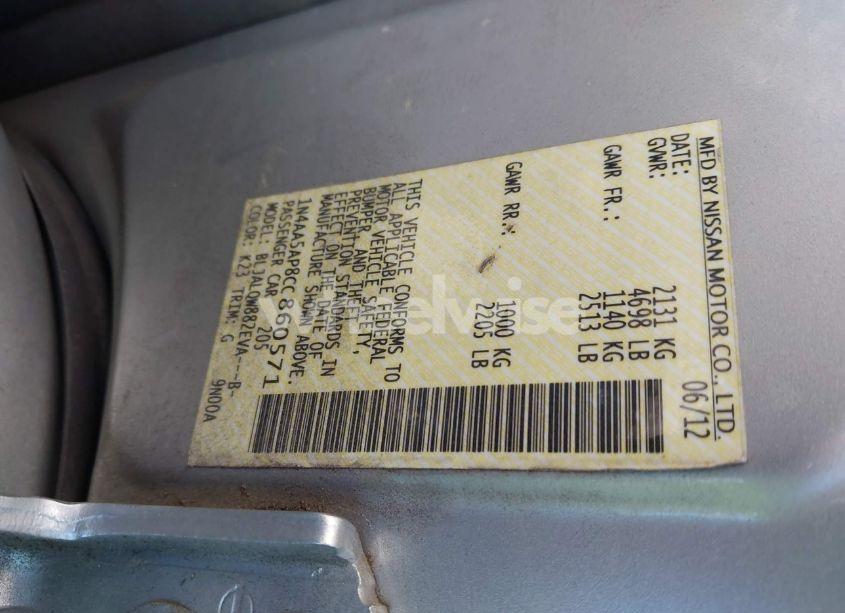 MFD BY NISSAN MOTOR CO., LTD.
DATE: 06/12
GVWR: 2131 KG
4698 LB
GAWR FR.: 1140 KG
2513 LB
GAWR RR.: 1000 KG
2205 LB
THIS VEHICLE CONFORMS TO
ALL APPLICABLE FEDERAL
MOTOR VEHICLE SAFETY,
BUMPER, AND THEFT
PREVENTION STANDARDS IN
EFFECT ON THE DATE OF
MANUFACTURE SHOWN ABOVE.
1N4AA5AP8CC860571
PASSENGER CAR 205
MODEL: BLJALQW882EVA---B-
COLOR: K23 TRIM: G 9N00A
wheelwise